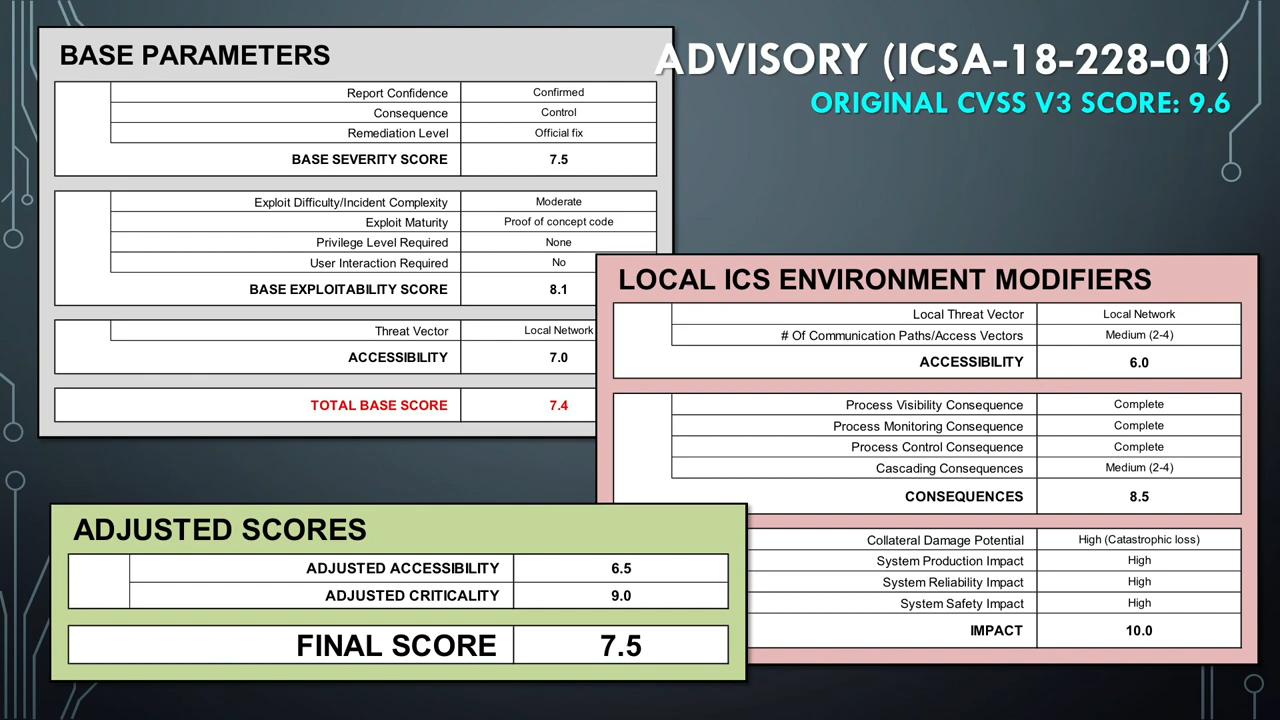 ADVISORY (ICSA-18-228-01)
ORIGINAL CVSS V3 SCORE: 9.6
BASE PARAMETERS
Report Confidence Confirmed
Consequence Control
Remediation Level Official fix
BASE SEVERITY SCORE 7.5
Exploit Difficulty/Incident Complexity Moderate
Exploit Maturity Proof of concept code
Privilege Level Required None
User Interaction Required No
BASE EXPLOITABILITY SCORE 8.1
Threat Vector Local Network
ACCESSIBILITY 7.0
TOTAL BASE SCORE 7.4
LOCAL ICS ENVIRONMENT MODIFIERS
Local Threat Vector Local Network
# Of Communication Paths/Access Vectors Medium (2-4)
ACCESSIBILITY 6.0
Process Visibility Consequence Complete
Process Monitoring Consequence Complete
Process Control Consequence Complete
Cascading Consequences Medium (2-4)
CONSEQUENCES 8.5
Collateral Damage Potential High (Catastrophic loss)
System Production Impact High
System Reliability Impact High
System Safety Impact High
IMPACT 10.0
ADJUSTED SCORES
ADJUSTED ACCESSIBILITY 6.5
ADJUSTED CRITICALITY 9.0
FINAL SCORE 7.5